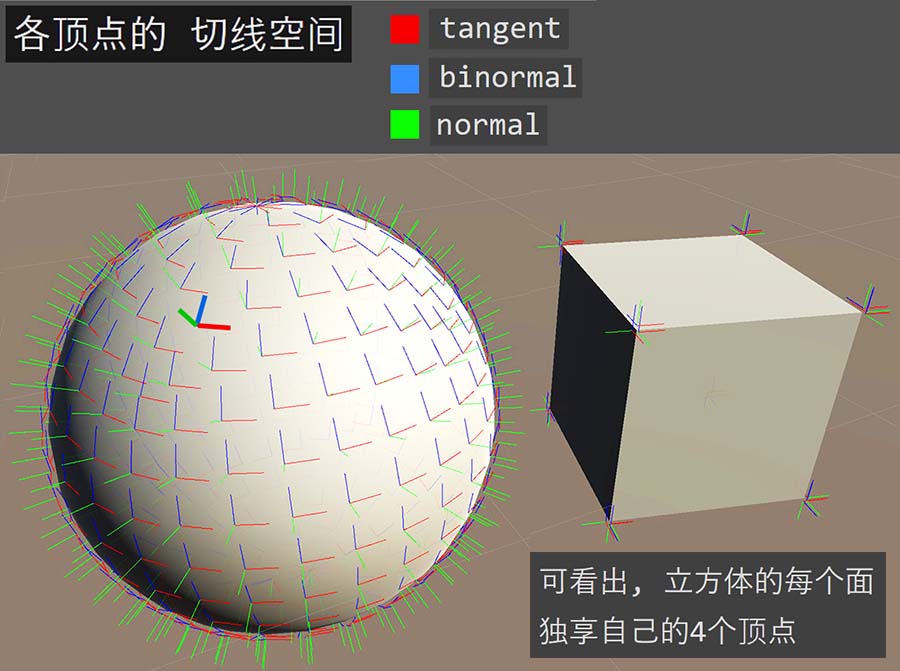 各顶点的 切线空间
tangent
binormal
normal
可看出, 立方体的每个面
独享自己的4个顶点